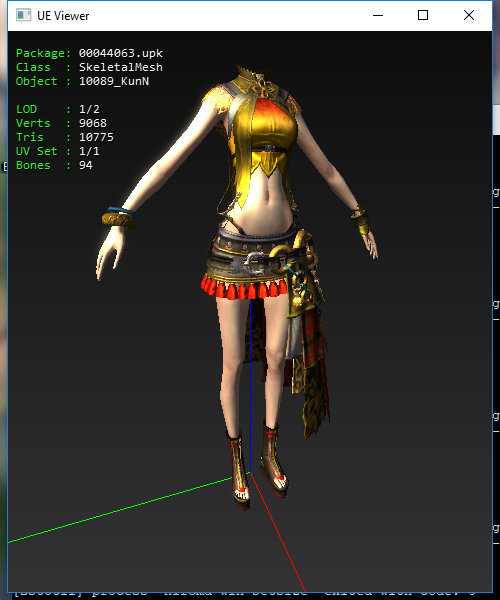 UE Viewer
Package: 00044063.upk
Class : SkeletalMesh
Object : 10089_KunN
LOD : 1/2
Verts : 9068
Tris : 10775
UV Set : 1/1
Bones : 94